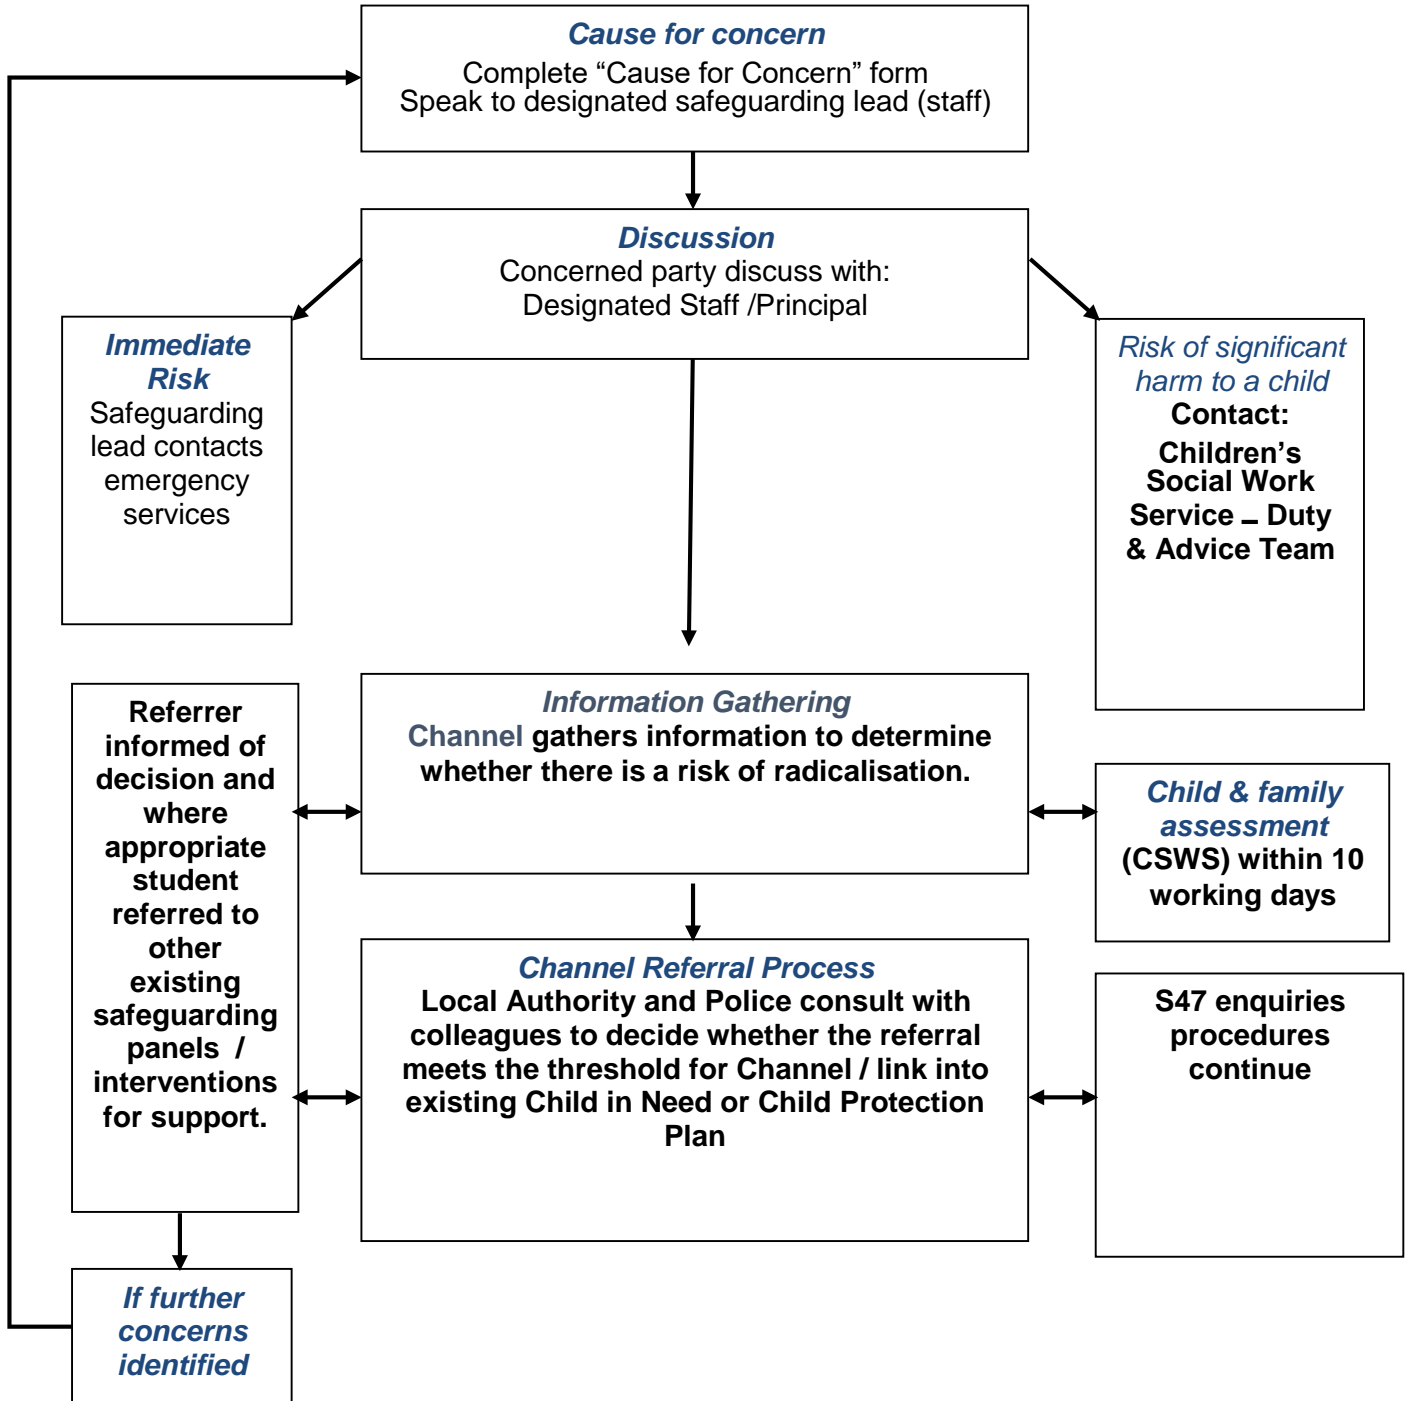 Cause for concern
Complete “Cause for Concern” form
Speak to designated safeguarding lead (staff)
Discussion
Concerned party discuss with:
Designated Staff /Principal
Immediate
Risk
Safeguarding
lead contacts
emergency
services
Risk of significant
harm to a child
Contact:
Children’s
Social Work
Service – Duty
& Advice Team
Referrer
informed of
decision and
where
appropriate
student
referred to
other
existing
safeguarding
panels /
interventions
for support.
Information Gathering
Channel gathers information to determine
whether there is a risk of radicalisation.
Child & family
assessment
(CSWS) within 10
working days
Channel Referral Process
Local Authority and Police consult with
colleagues to decide whether the referral
meets the threshold for Channel / link into
existing Child in Need or Child Protection
Plan
S47 enquiries
procedures
continue
If further
concerns
identified